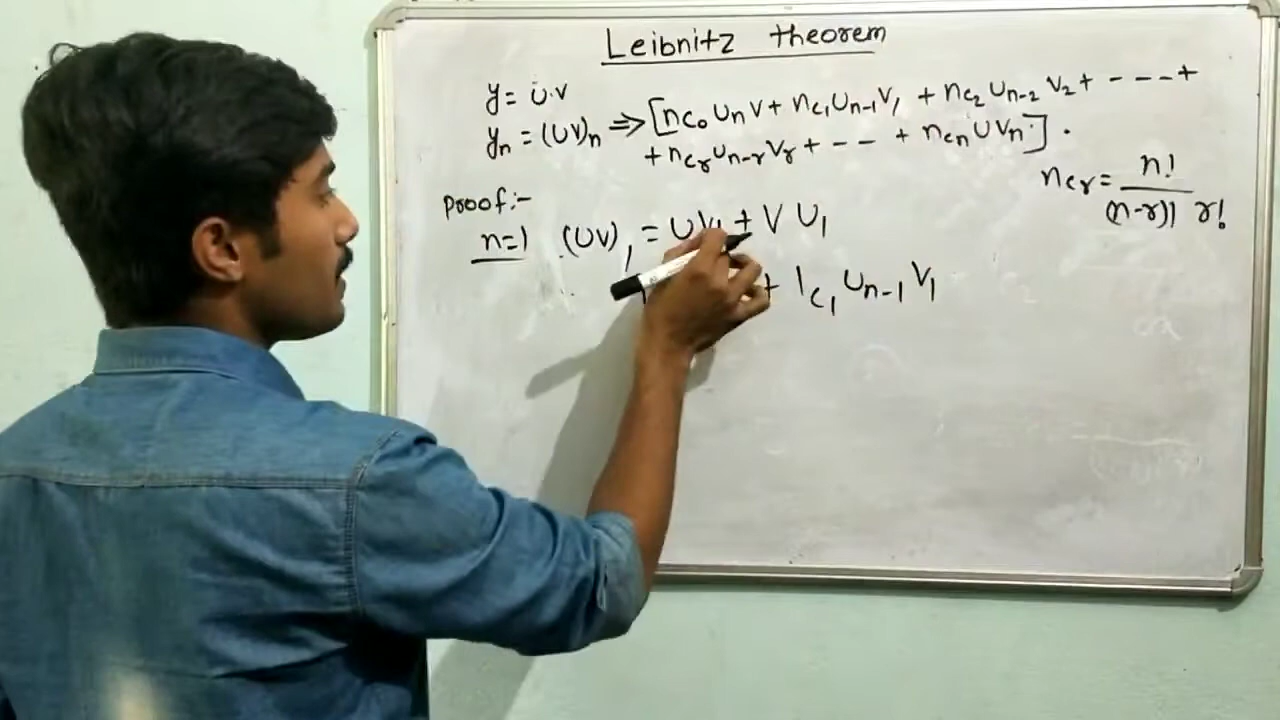 Leibnitz theorem
y = U.V
yn = (UV)n ⇒ [nC0 Un V + nC1 Un-1 V1 + nC2 Un-2 V2 + - - - - +
+ nCr Un-r Vr + - - + nCn U Vn] .
nCr = n! / (n-r)! r!
Proof:-
n=1 (UV)1 = UV1 + V U1
+ 1C1 Un-1 V1